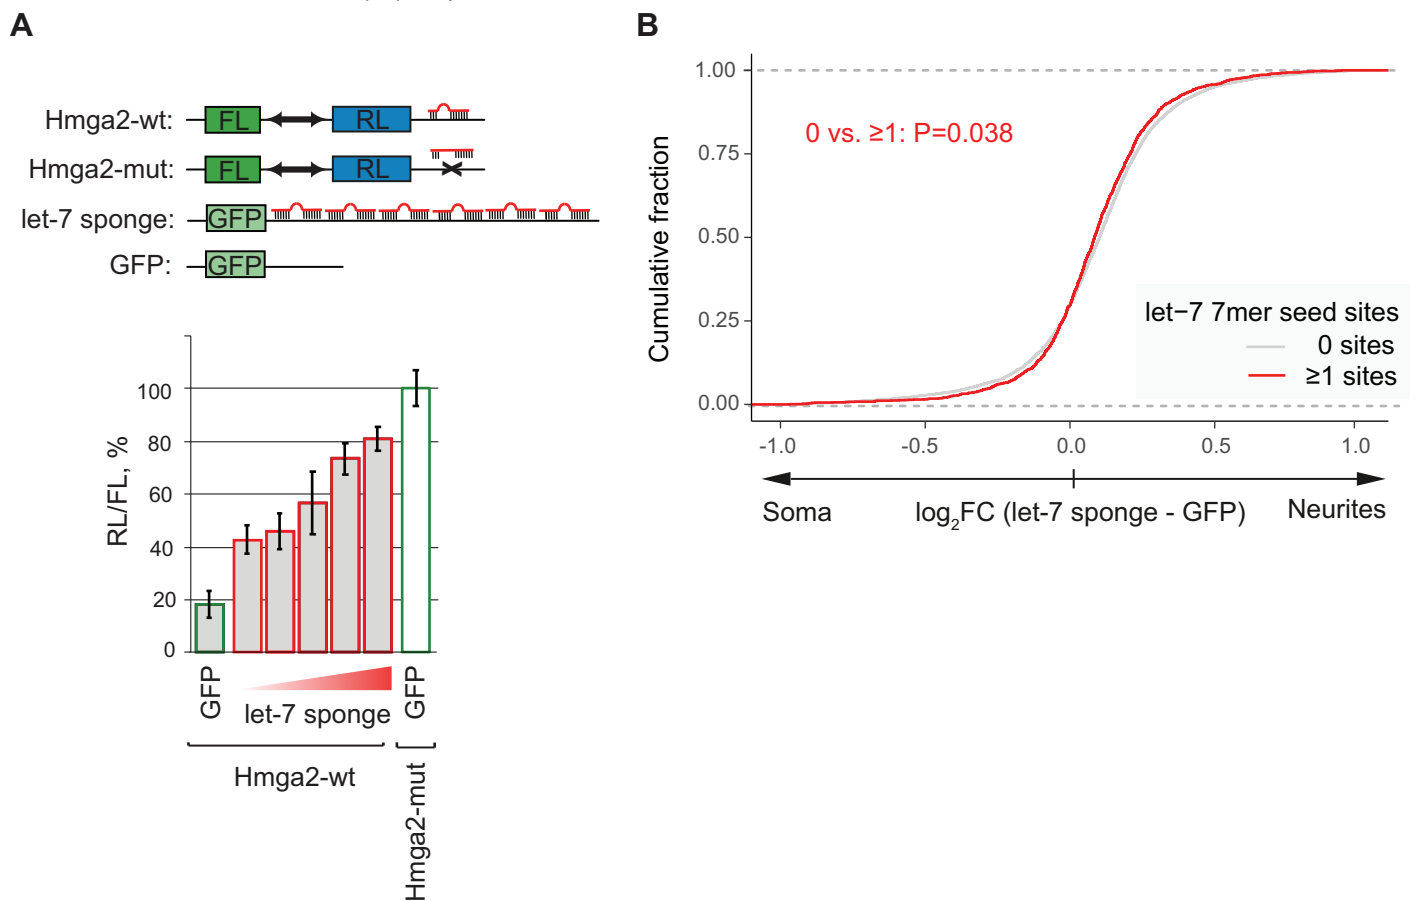 A
Hmga2-wt:
FL
RL
Hmga2-mut:
FL
RL
let-7 sponge:
GFP
GFP:
GFP
RL/FL, %
100
80
60
40
20
0
GFP
let-7 sponge
GFP
Hmga2-wt
Hmga2-mut
B
Cumulative fraction
1.00
0.75
0.50
0.25
0.00
0 vs. ≥1: P=0.038
let−7 7mer seed sites
0 sites
≥1 sites
-1.0
-0.5
0.0
0.5
1.0
Soma
log₂FC (let-7 sponge - GFP)
Neurites